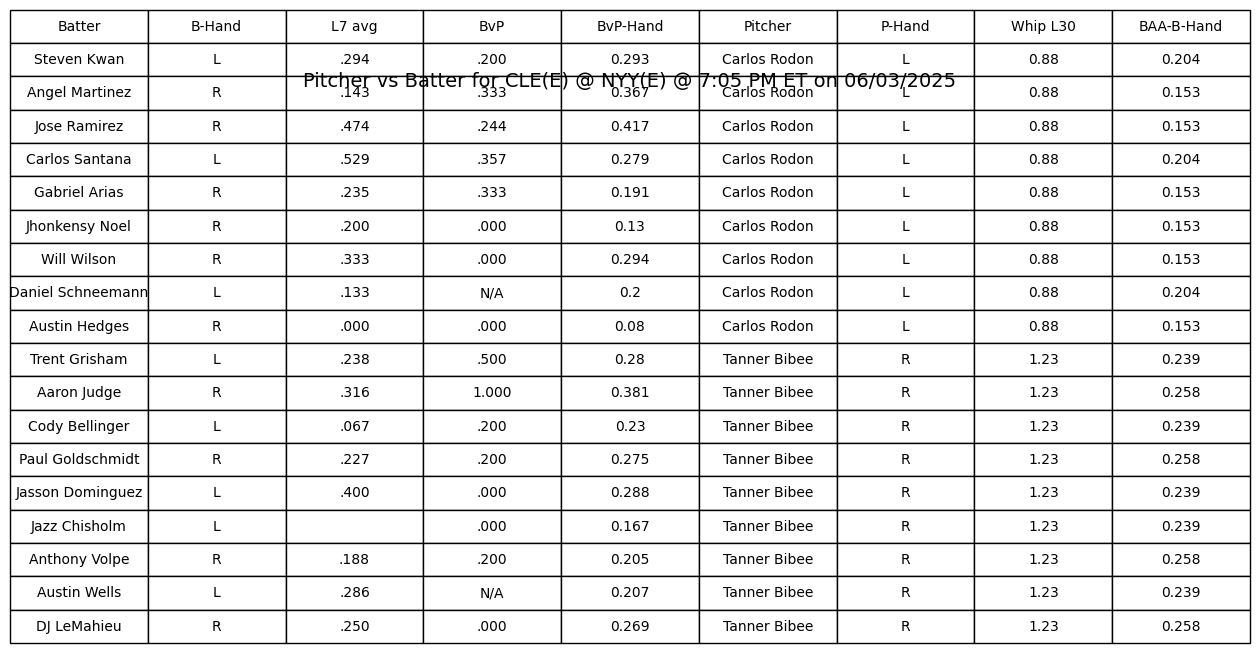 Batter B-Hand L7 avg BvP BvP-Hand Pitcher P-Hand Whip L30 BAA-B-Hand
Steven Kwan L .294 .200 0.293 Carlos Rodon L 0.88 0.204
Pitcher vs Batter for CLE(E) @ NYY(E) @ 7:05 PM ET on 06/03/2025
Angel Martinez R .143 .333 0.367 Carlos Rodon L 0.88 0.153
Jose Ramirez R .474 .244 0.417 Carlos Rodon L 0.88 0.153
Carlos Santana L .529 .357 0.279 Carlos Rodon L 0.88 0.204
Gabriel Arias R .235 .333 0.191 Carlos Rodon L 0.88 0.153
Jhonkensy Noel R .200 .000 0.13 Carlos Rodon L 0.88 0.153
Will Wilson R .333 .000 0.294 Carlos Rodon L 0.88 0.153
Daniel Schneemann L .133 N/A 0.2 Carlos Rodon L 0.88 0.204
Austin Hedges R .000 .000 0.08 Carlos Rodon L 0.88 0.153
Trent Grisham L .238 .500 0.28 Tanner Bibee R 1.23 0.239
Aaron Judge R .316 1.000 0.381 Tanner Bibee R 1.23 0.258
Cody Bellinger L .067 .200 0.23 Tanner Bibee R 1.23 0.239
Paul Goldschmidt R .227 .200 0.275 Tanner Bibee R 1.23 0.258
Jasson Dominguez L .400 .000 0.288 Tanner Bibee R 1.23 0.239
Jazz Chisholm L .000 0.167 Tanner Bibee R 1.23 0.239
Anthony Volpe R .188 .200 0.205 Tanner Bibee R 1.23 0.258
Austin Wells L .286 N/A 0.207 Tanner Bibee R 1.23 0.239
DJ LeMahieu R .250 .000 0.269 Tanner Bibee R 1.23 0.258